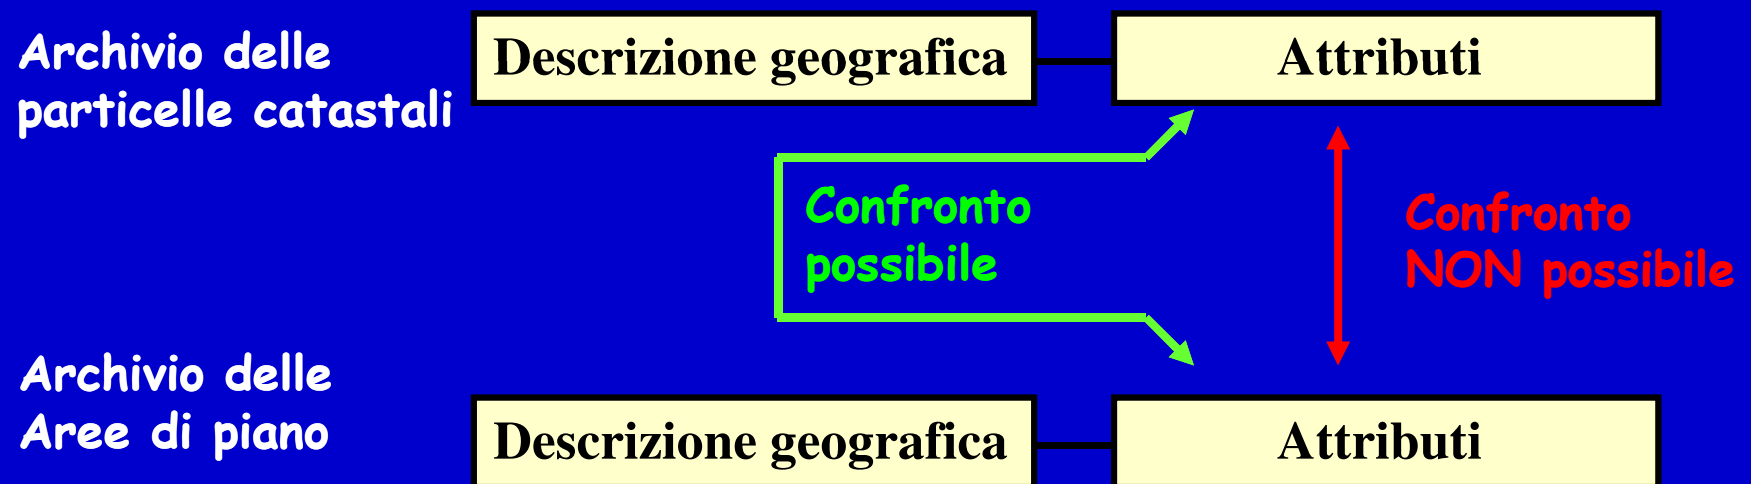 Archivio delle
particelle catastali
Descrizione geografica
Attributi
Confronto
possibile
Confronto
NON possibile
Archivio delle
Aree di piano
Descrizione geografica
Attributi